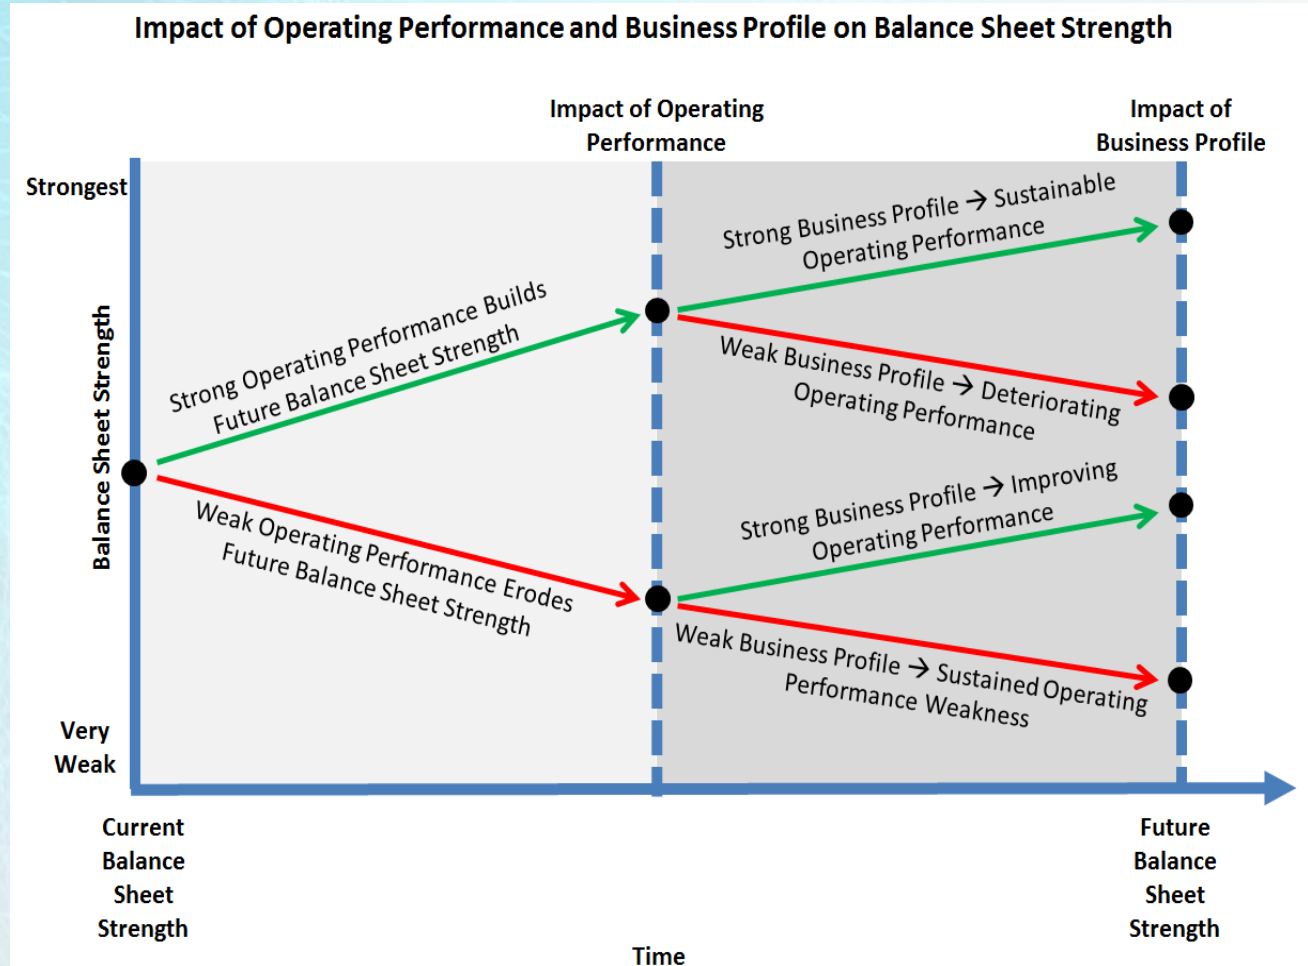 Impact of Operating Performance and Business Profile on Balance Sheet Strength
Impact of Operating
Performance
Impact of
Business Profile
Strongest
Balance Sheet Strength
Very
Weak
Strong Operating Performance Builds
Future Balance Sheet Strength
Weak Operating Performance Erodes
Future Balance Sheet Strength
Strong Business Profile → Sustainable
Operating Performance
Weak Business Profile → Deteriorating
Operating Performance
Strong Business Profile → Improving
Operating Performance
Weak Business Profile → Sustained Operating
Performance Weakness
Current
Balance
Sheet
Strength
Future
Balance
Sheet
Strength
Time